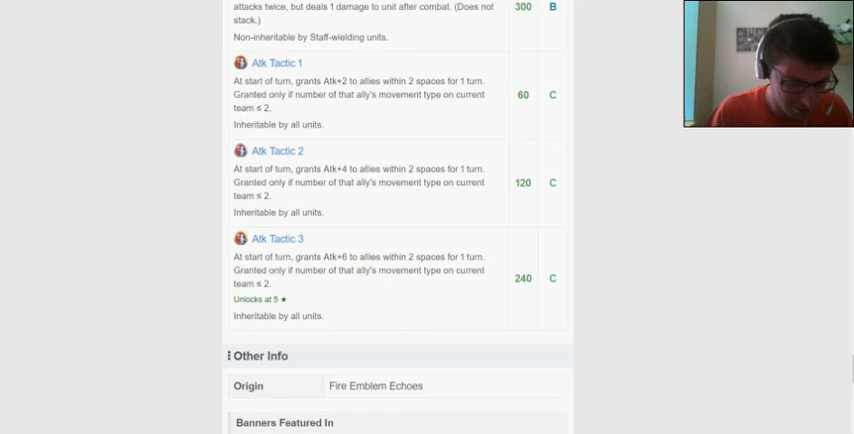 attacks twice, but deals 1 damage to unit after combat. (Does not
stack.)
300 B
Non-inheritable by Staff-wielding units.
Atk Tactic 1
At start of turn, grants Atk+2 to allies within 2 spaces for 1 turn.
Granted only if number of that ally's movement type on current
team ≤ 2.
60 C
Inheritable by all units.
Atk Tactic 2
At start of turn, grants Atk+4 to allies within 2 spaces for 1 turn.
Granted only if number of that ally's movement type on current
team ≤ 2.
120 C
Inheritable by all units.
Atk Tactic 3
At start of turn, grants Atk+6 to allies within 2 spaces for 1 turn.
Granted only if number of that ally's movement type on current
team ≤ 2.
240 C
Unlocks at 5 ★
Inheritable by all units.
Other Info
Origin Fire Emblem Echoes
Banners Featured In